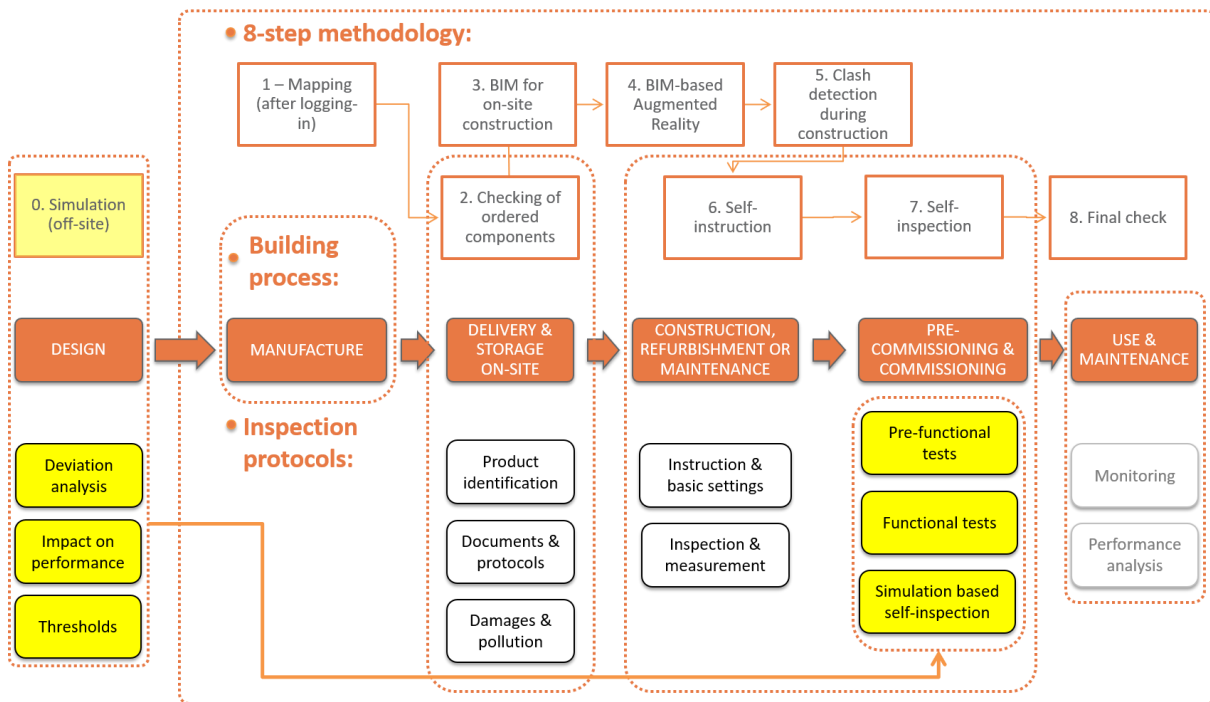 8-step methodology:
1 – Mapping
(after logging-
in)
3. BIM for
on-site
construction
4. BIM-based
Augmented
Reality
5. Clash
detection
during
construction
0. Simulation
(off-site)
2. Checking of
ordered
components
6. Self-
instruction
7. Self-
inspection
8. Final check
Building
process:
DESIGN
MANUFACTURE
DELIVERY &
STORAGE
ON-SITE
CONSTRUCTION,
REFURBISHMENT OR
MAINTENANCE
PRE-
COMMISSIONING &
COMMISSIONING
USE &
MAINTENANCE
Inspection
protocols:
Deviation
analysis
Impact on
performance
Thresholds
Product
identification
Documents &
protocols
Damages &
pollution
Instruction &
basic settings
Inspection &
measurement
Pre-functional
tests
Functional tests
Simulation based
self-inspection
Monitoring
Performance
analysis